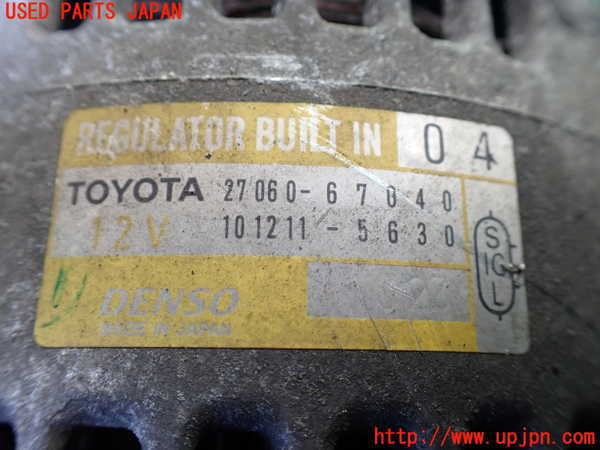 USED PARTS JAPAN
REGULATOR BUILT IN 04
TOYOTA 27060-67040
12V 101211-5630
S
IG
L
DENSO
MADE IN JAPAN
http://www.upjpn.com/